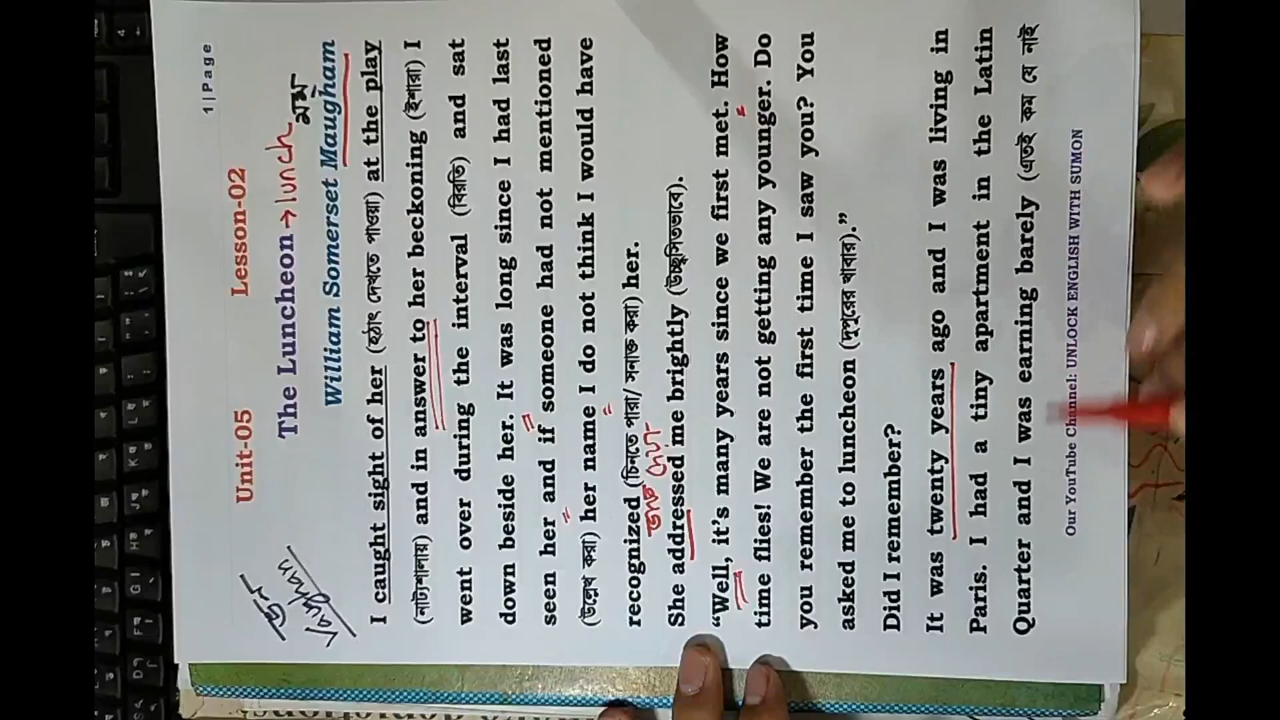 1 | Page
Unit-05 Lesson-02
The Luncheon → lunch
মম
William Somerset Maugham
ভন
Vaughan
I caught sight of her (হঠাৎ দেখতে পাওয়া) at the play
(নাট্যশালায়) and in answer to her beckoning (ইশারা) I
went over during the interval (বিরতি) and sat
down beside her. It was long since I had last
seen her and if someone had not mentioned
(উল্লেখ করা) her name I do not think I would have
recognized (চিনতে পারা/ সনাক্ত করা) her.
ডাক দেওয়া
She addressed me brightly (উচ্ছ্বসিতভাবে).
“Well, it’s many years since we first met. How
time flies! We are not getting any younger. Do
you remember the first time I saw you? You
asked me to luncheon (দুপুরের খাবার).”
Did I remember?
It was twenty years ago and I was living in
Paris. I had a tiny apartment in the Latin
Quarter and I was earning barely (এতই কম যে নাই
Our YouTube Channel: UNLOCK ENGLISH WITH SUMON